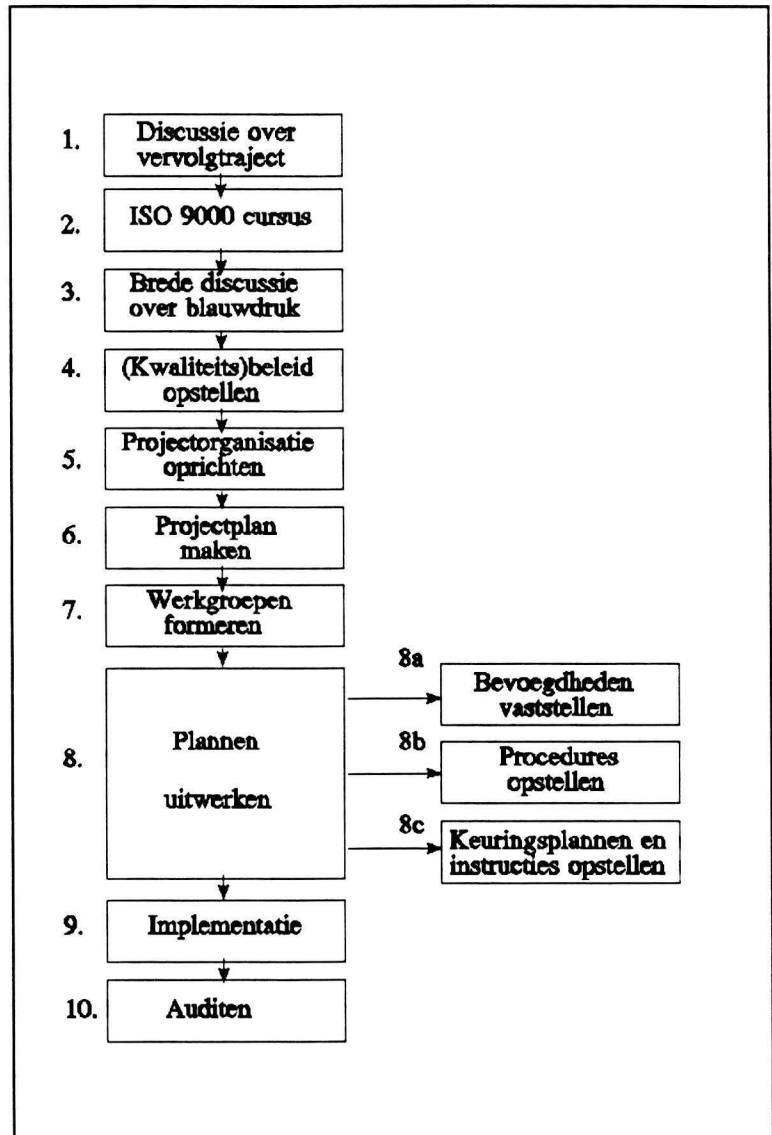 1. Discussie over
vervolgtraject
2. ISO 9000 cursus
3. Brede discussie
over blauwdruk
4. (Kwaliteits)beleid
opstellen
5. Projectorganisatie
oprichten
6. Projectplan
maken
7. Werkgroepen
formeren
8. Plannen
uitwerken
8a Bevoegdheden
vaststellen
8b Procedures
opstellen
8c Keuringsplannen en
instructies opstellen
9. Implementatie
10. Auditen